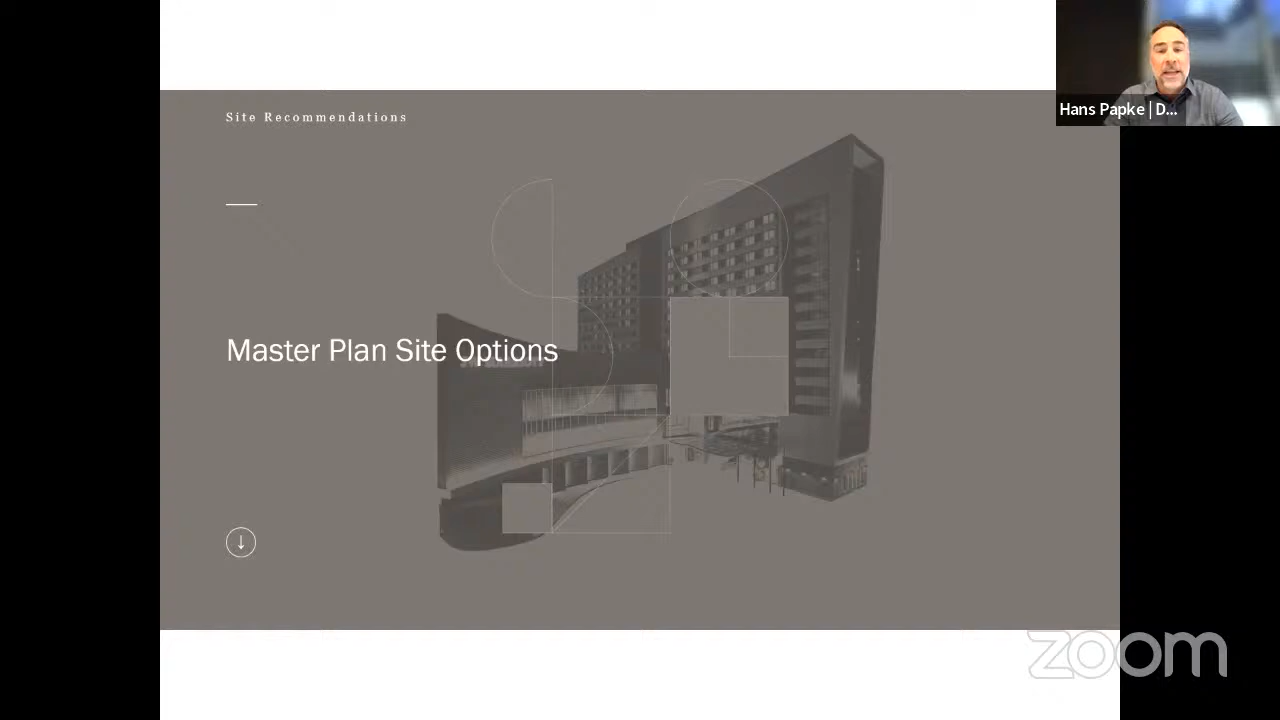 Site Recommendations
Hans Papke | D...
Master Plan Site Options
zoom